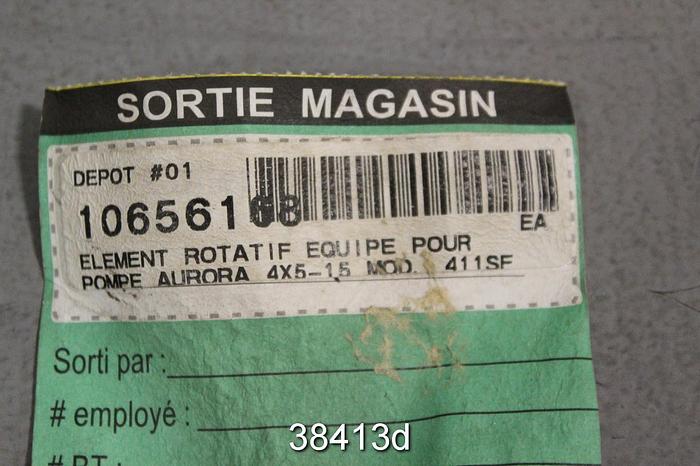 SORTIE MAGASIN
DEPOT #01
10656168
EA
ELEMENT ROTATIF EQUIPE POUR
POMPE AURORA 4X5-15 MOD. 411SF
Sorti par :
# employé :
38413d